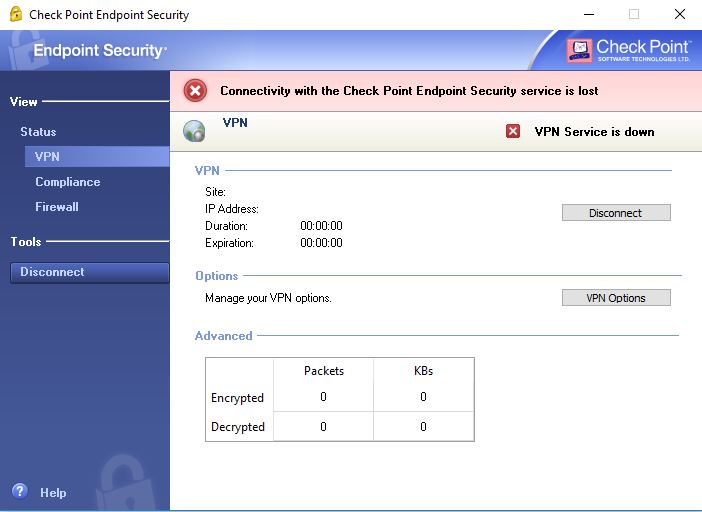 Check Point Endpoint Security
Endpoint Security·
Check Point™
SOFTWARE TECHNOLOGIES LTD.
View
Status
VPN
Compliance
Firewall
Tools
Disconnect
Help
Connectivity with the Check Point Endpoint Security service is lost
VPN
VPN Service is down
VPN
Site:
IP Address:
Duration: 00:00:00
Expiration: 00:00:00
Disconnect
Options
Manage your VPN options.
VPN Options
Advanced
Packets KBs
Encrypted 0 0
Decrypted 0 0